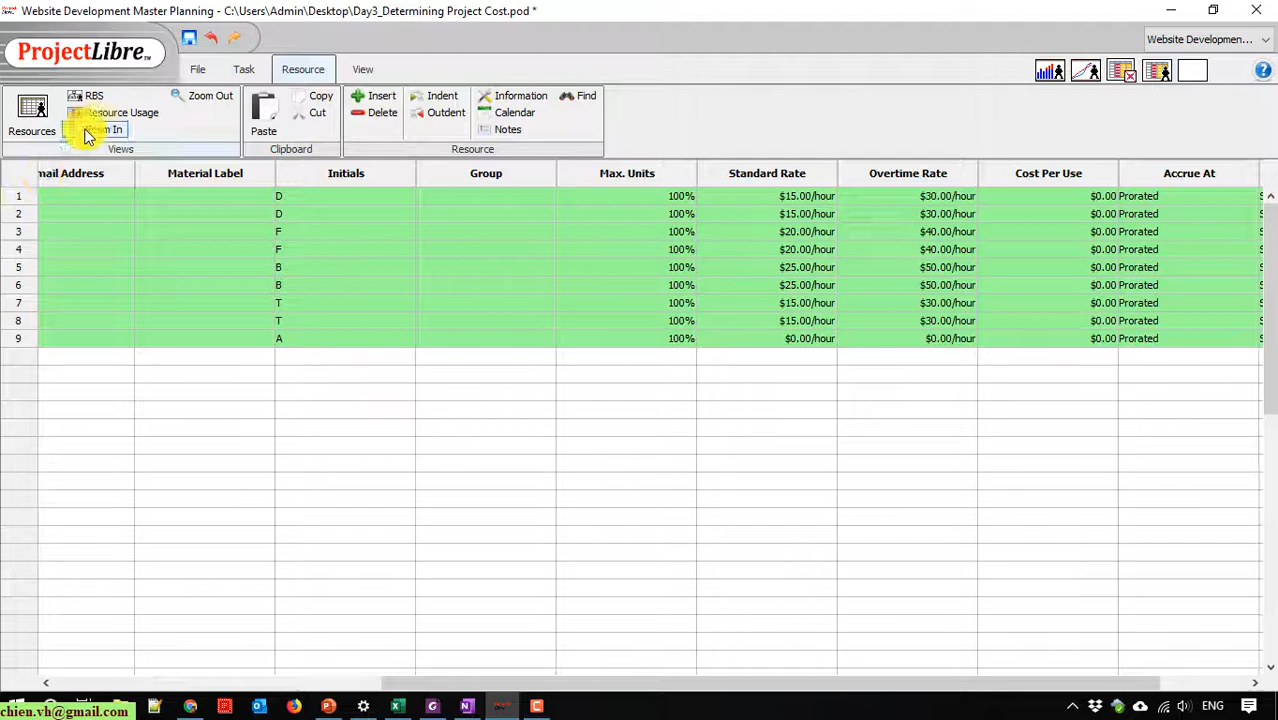 Website Development Master Planning - C:\Users\Admin\Desktop\Day3_Determining Project Cost.pod *
ProjectLibre™
Website Developmen...
File Task Resource View
Resources
RBS
Resource Usage
Zoom In
Zoom Out
Views
Paste
Copy
Cut
Clipboard
Insert
Delete
Indent
Outdent
Information
Calendar
Notes
Find
Resource
mail Address Material Label Initials Group Max. Units Standard Rate Overtime Rate Cost Per Use Accrue At
1 D 100% $15.00/hour $30.00/hour $0.00 Prorated
2 D 100% $15.00/hour $30.00/hour $0.00 Prorated
3 F 100% $20.00/hour $40.00/hour $0.00 Prorated
4 F 100% $20.00/hour $40.00/hour $0.00 Prorated
5 B 100% $25.00/hour $50.00/hour $0.00 Prorated
6 B 100% $25.00/hour $50.00/hour $0.00 Prorated
7 T 100% $15.00/hour $30.00/hour $0.00 Prorated
8 T 100% $15.00/hour $30.00/hour $0.00 Prorated
9 A 100% $0.00/hour $0.00/hour $0.00 Prorated
chien.vh@gmail.com
ENG